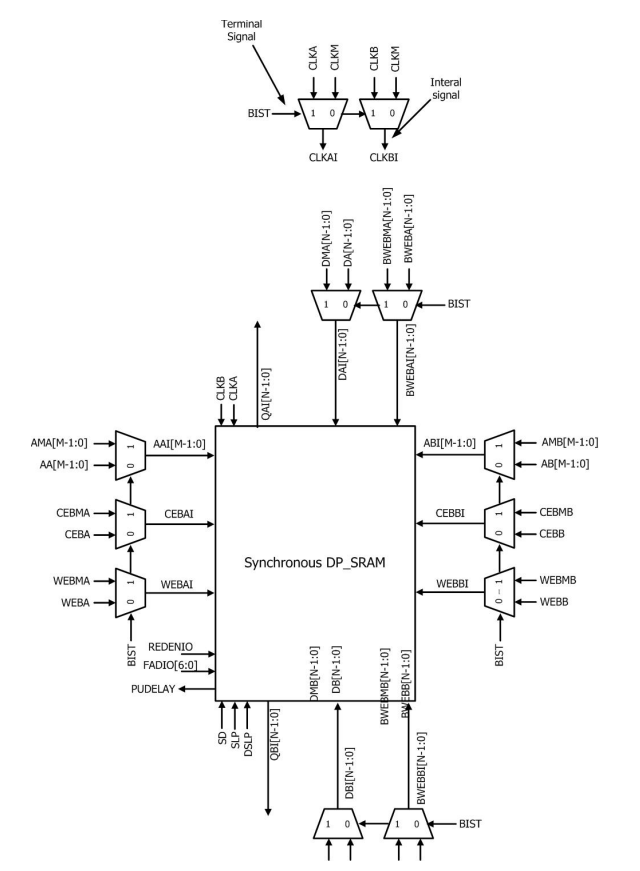 Terminal
Signal
CLKA
CLKM
CLKB
CLKM
Interal
signal
BIST
1 0
1 0
CLKAI
CLKBI
DMA[N-1:0]
DA[N-1:0]
BWEBMA[N-1:0]
BWEBA[N-1:0]
1 0
1 0
BIST
CLKB
CLKA
QAI[N-1:0]
DAI[N-1:0]
BWEBAI[N-1:0]
AMA[M-1:0]
AA[M-1:0]
1
0
AAI[M-1:0]
ABI[M-1:0]
1
0
AMB[M-1:0]
AB[M-1:0]
CEBMA
CEBA
1
0
CEBAI
CEBBI
1
0
CEBMB
CEBB
Synchronous DP_SRAM
WEBMA
WEBA
1
0
WEBAI
WEBBI
1
0
WEBMB
WEBB
BIST
BIST
REDENIO
FADIO[6:0]
PUDELAY
SD
SLP
DSLP
QBI[N-1:0]
DMB[N-1:0]
DB[N-1:0]
BWEBMB[N-1:0]
BWEBB[N-1:0]
DBI[N-1:0]
BWEBBI[N-1:0]
1 0
1 0
BIST